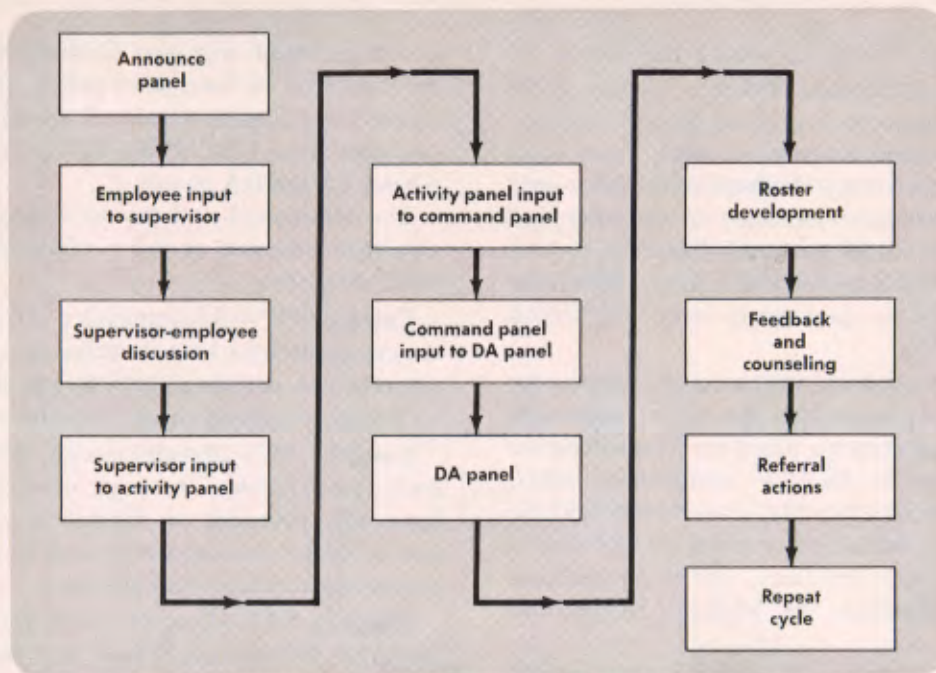 Announce
panel
Employee input
to supervisor
Supervisor-employee
discussion
Supervisor input
to activity panel
Activity panel input
to command panel
Command panel
input to DA panel
DA panel
Roster
development
Feedback
and
counseling
Referral
actions
Repeat
cycle